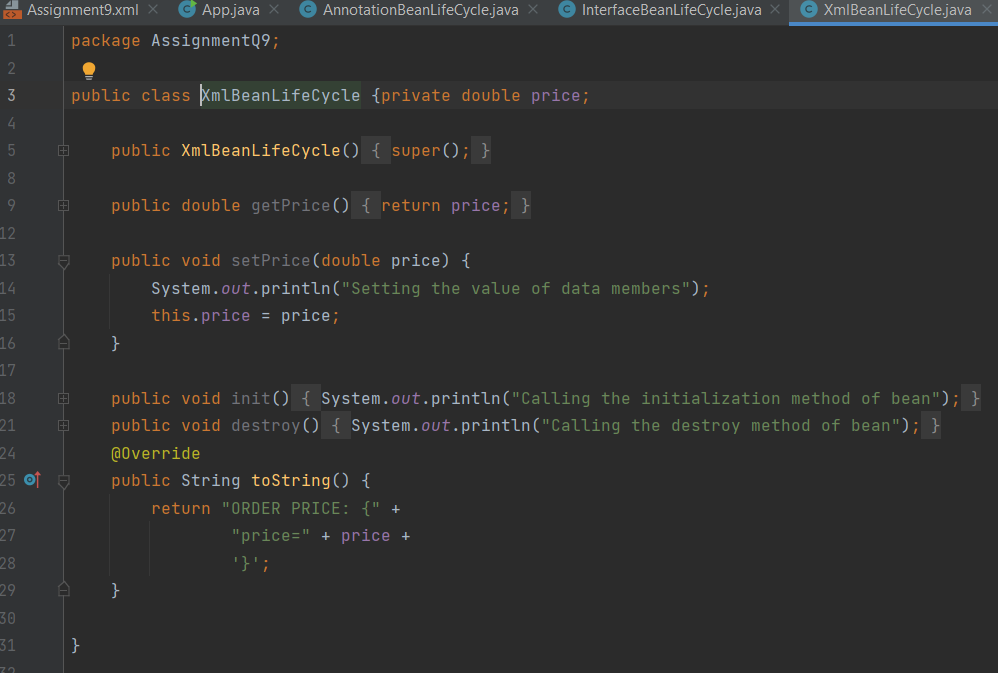 Assignment9.xml App.java AnnotationBeanLifeCycle.java InterfaceBeanLifeCycle.java XmlBeanLifeCycle.java
1 package AssignmentQ9;
2
3 public class XmlBeanLifeCycle {private double price;
4
5 public XmlBeanLifeCycle() { super(); }
8
9 public double getPrice() { return price; }
12
13 public void setPrice(double price) {
14 System.out.println("Setting the value of data members");
15 this.price = price;
16 }
17
18 public void init() { System.out.println("Calling the initialization method of bean"); }
21 public void destroy() { System.out.println("Calling the destroy method of bean"); }
24 @Override
25 public String toString() {
26 return "ORDER PRICE: {" +
27 "price=" + price +
28 '}';
29 }
30
31 }
32